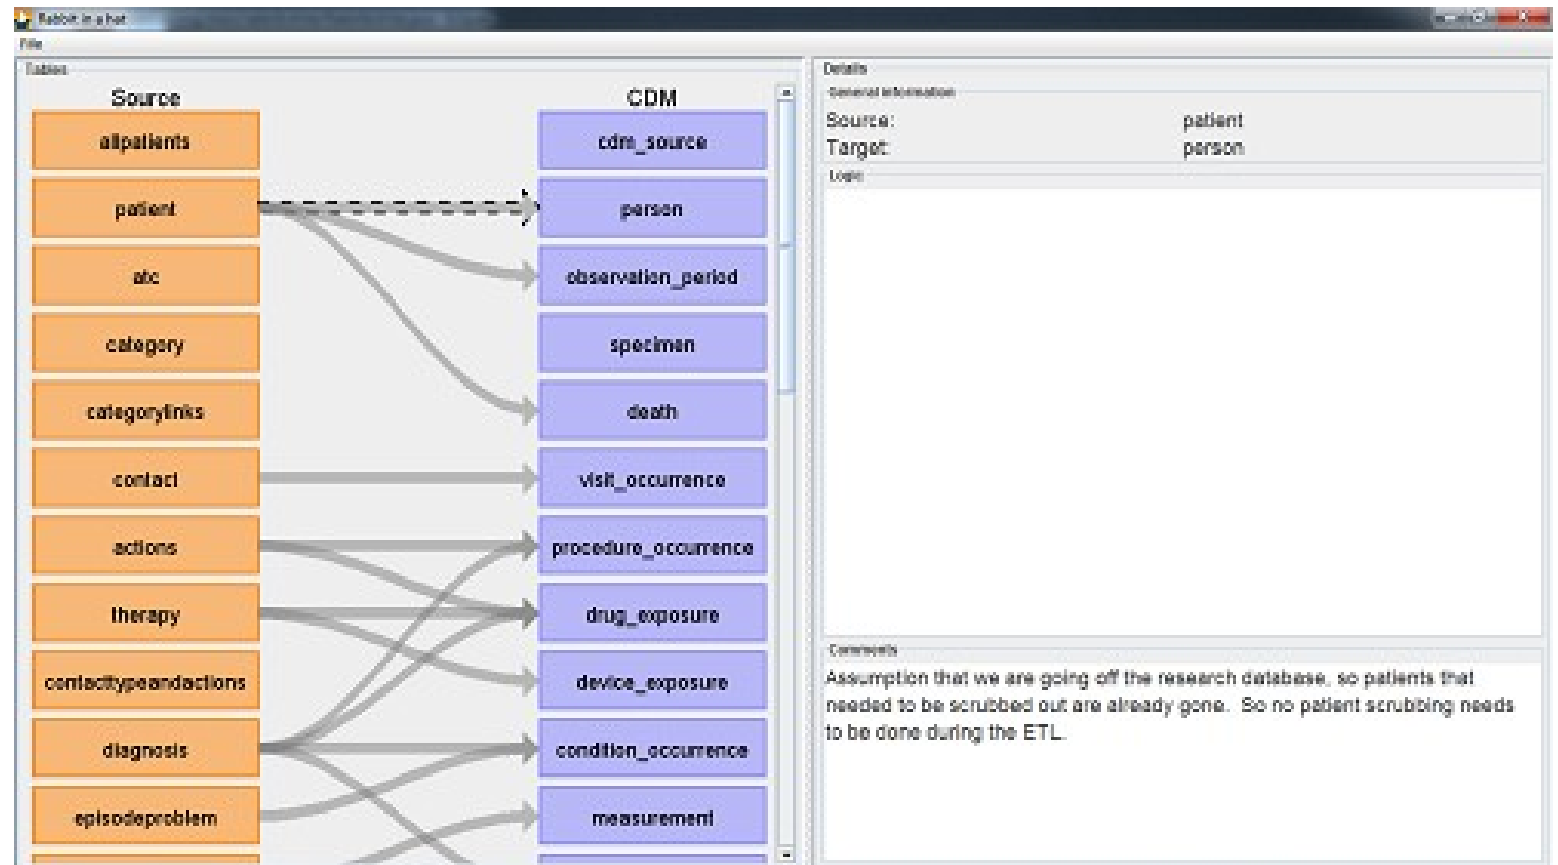 Rabbit in a hat
File
Tables
Source
CDM
allpatients
patient
atc
category
categorylinks
contact
actions
therapy
contacttypeandactions
diagnosis
episodeproblem
cdm_source
person
observation_period
specimen
death
visit_occurrence
procedure_occurrence
drug_exposure
device_exposure
condition_occurrence
measurement
Details
General information
Source: patient
Target: person
Logic
Comments
Assumption that we are going off the research database, so patients that
needed to be scrubbed out are already gone.  So no patient scrubbing needs
to be done during the ETL.